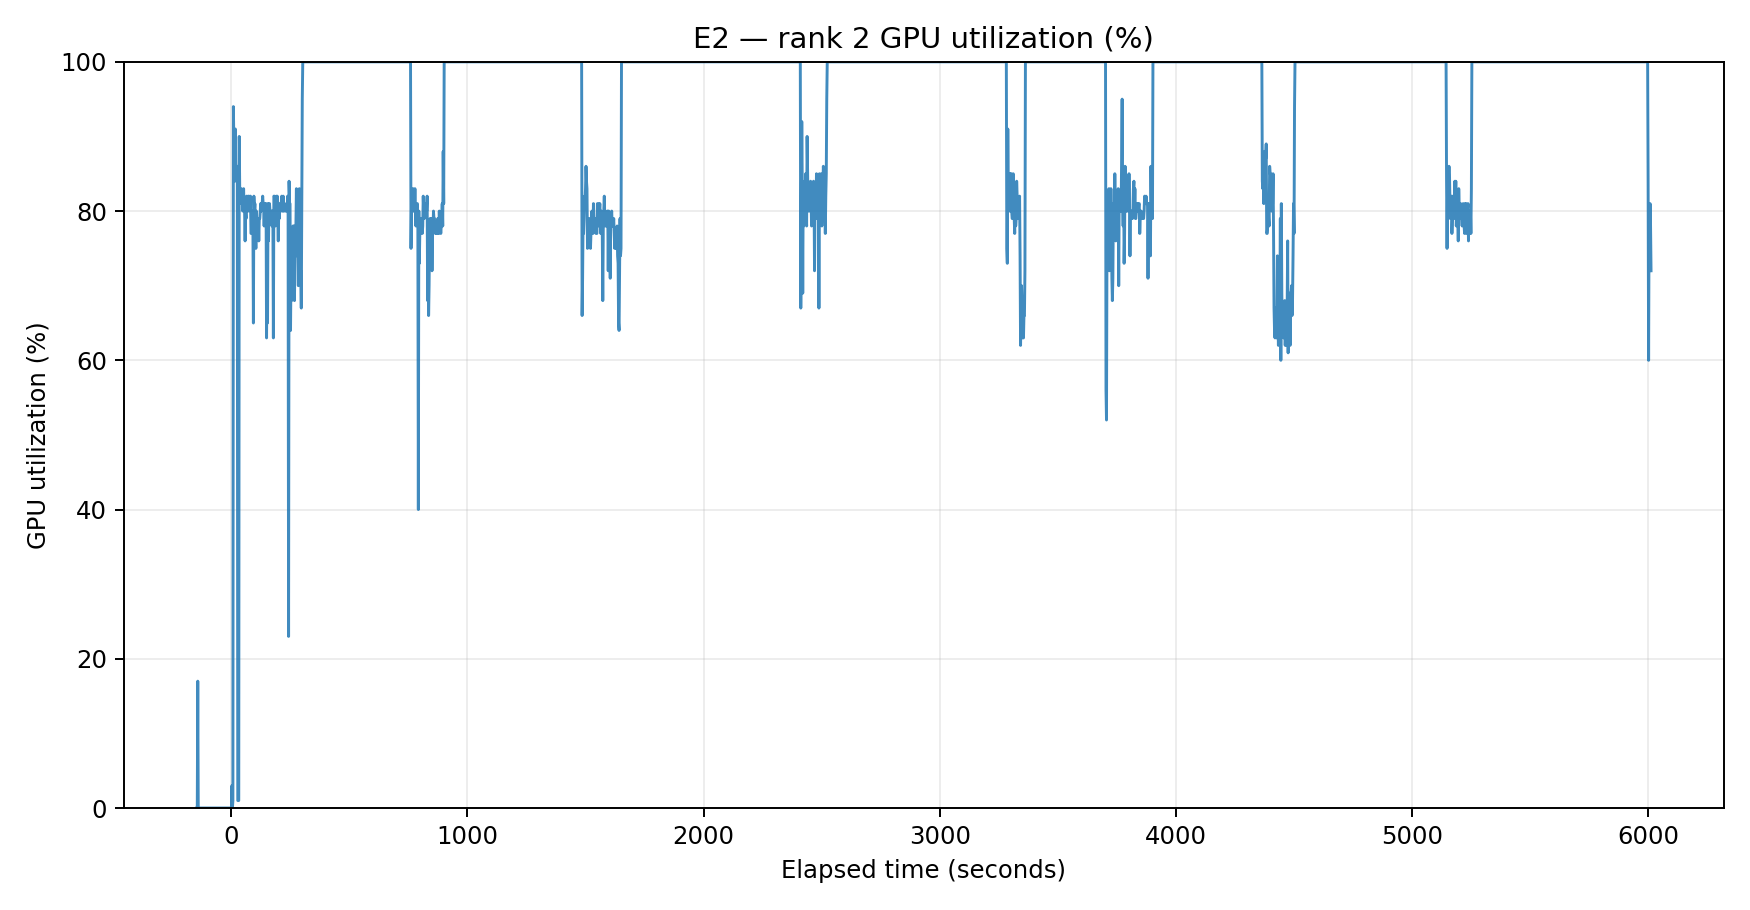 E2 — rank 2 GPU utilization (%)
GPU utilization (%)
100
80
60
40
20
0
0 1000 2000 3000 4000 5000 6000
Elapsed time (seconds)